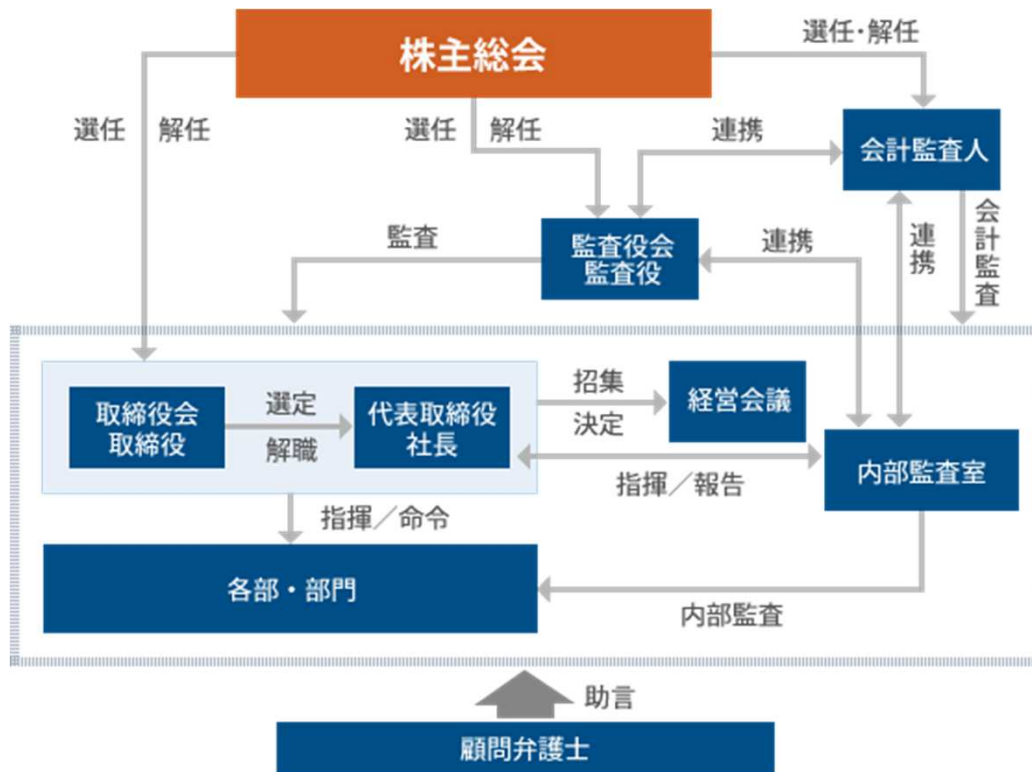 株主総会
選任・解任
選任
解任
選任
解任
連携
会計監査人
監査
監査役会
監査役
連携
連携
会計監査
取締役会
取締役
選定
解職
代表取締役
社長
招集
決定
経営会議
指揮／報告
内部監査室
指揮／命令
各部・部門
内部監査
助言
顧問弁護士